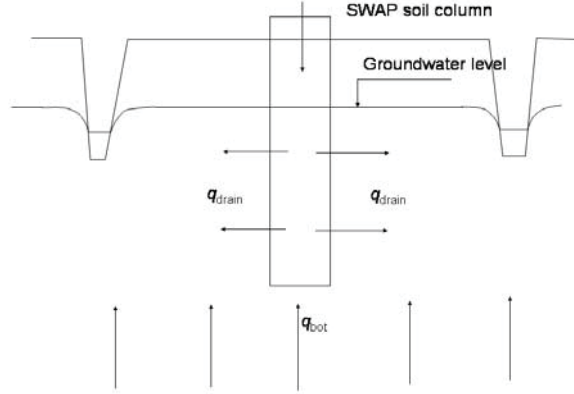 SWAP soil column
Groundwater level
qdrain qdrain
qbot